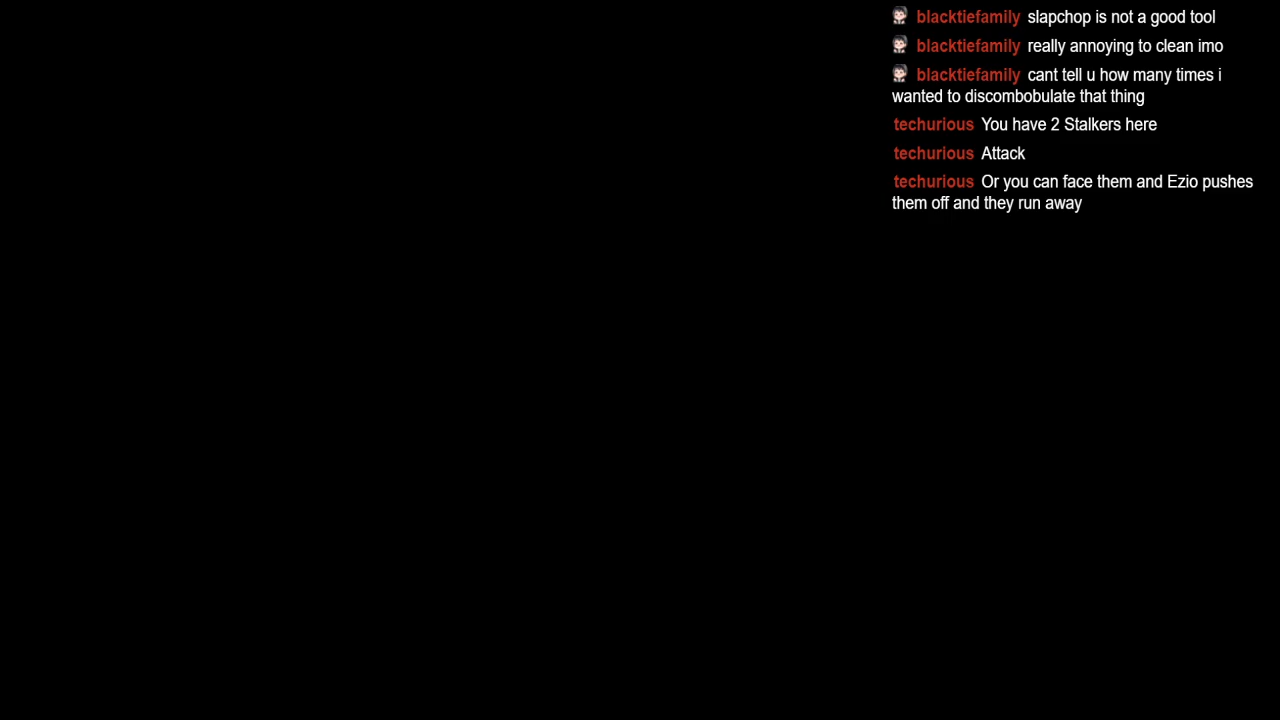 blacktiefamily slapchop is not a good tool
blacktiefamily really annoying to clean imo
blacktiefamily cant tell u how many times i
wanted to discombobulate that thing
techurious You have 2 Stalkers here
techurious Attack
techurious Or you can face them and Ezio pushes
them off and they run away